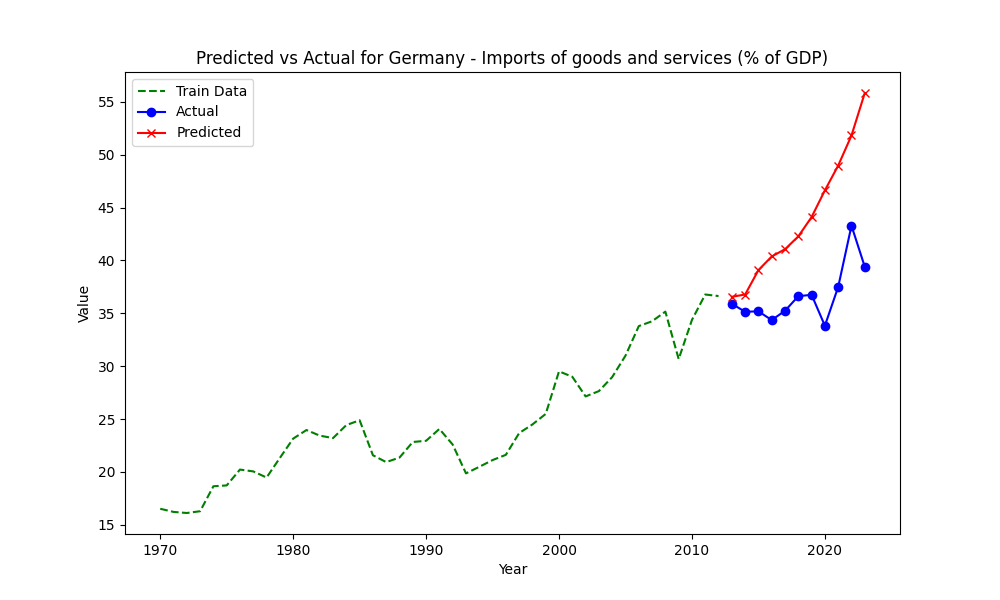 Predicted vs Actual for Germany - Imports of goods and services (% of GDP)
Train Data
Actual
Predicted
55
50
45
40
35
30
25
20
15
Value
1970
1980
1990
2000
2010
2020
Year